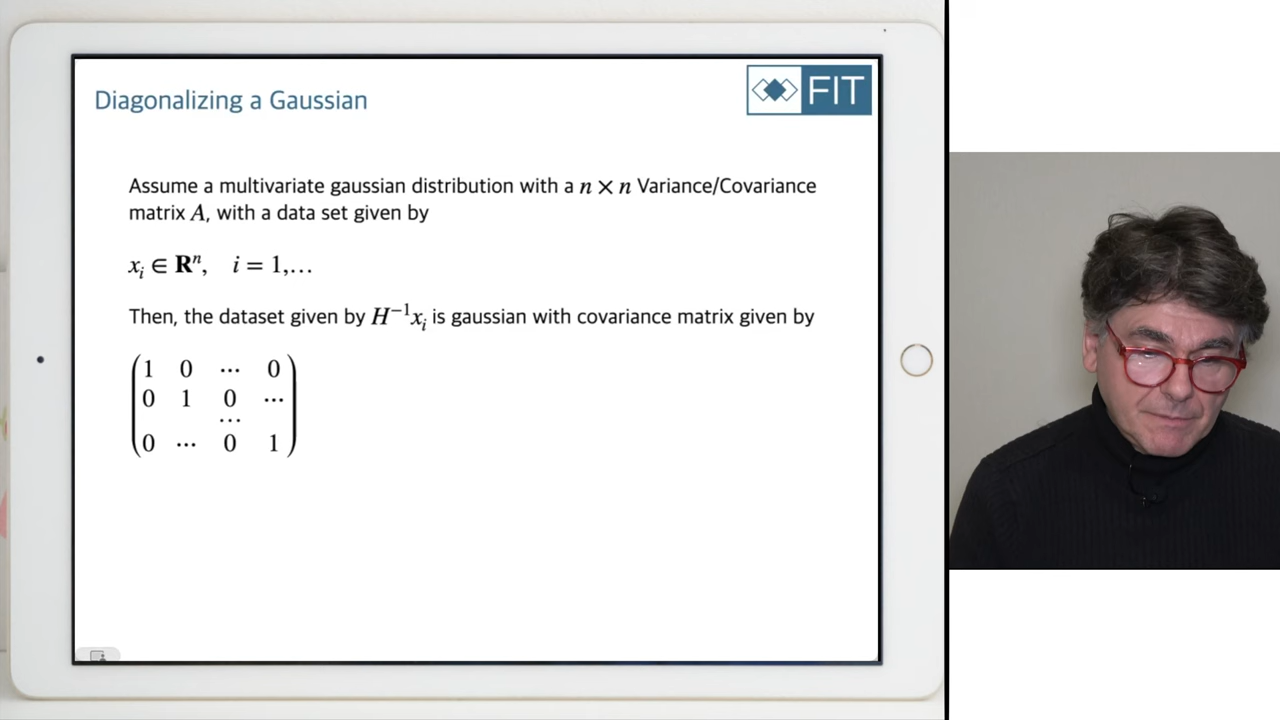 Diagonalizing a Gaussian
FIT
Assume a multivariate gaussian distribution with a n × n Variance/Covariance
matrix A, with a data set given by
xᵢ ∈ Rⁿ, i = 1,…
Then, the dataset given by H⁻¹xᵢ is gaussian with covariance matrix given by
1 0 ... 0
0 1 0 ...
...
0 ... 0 1